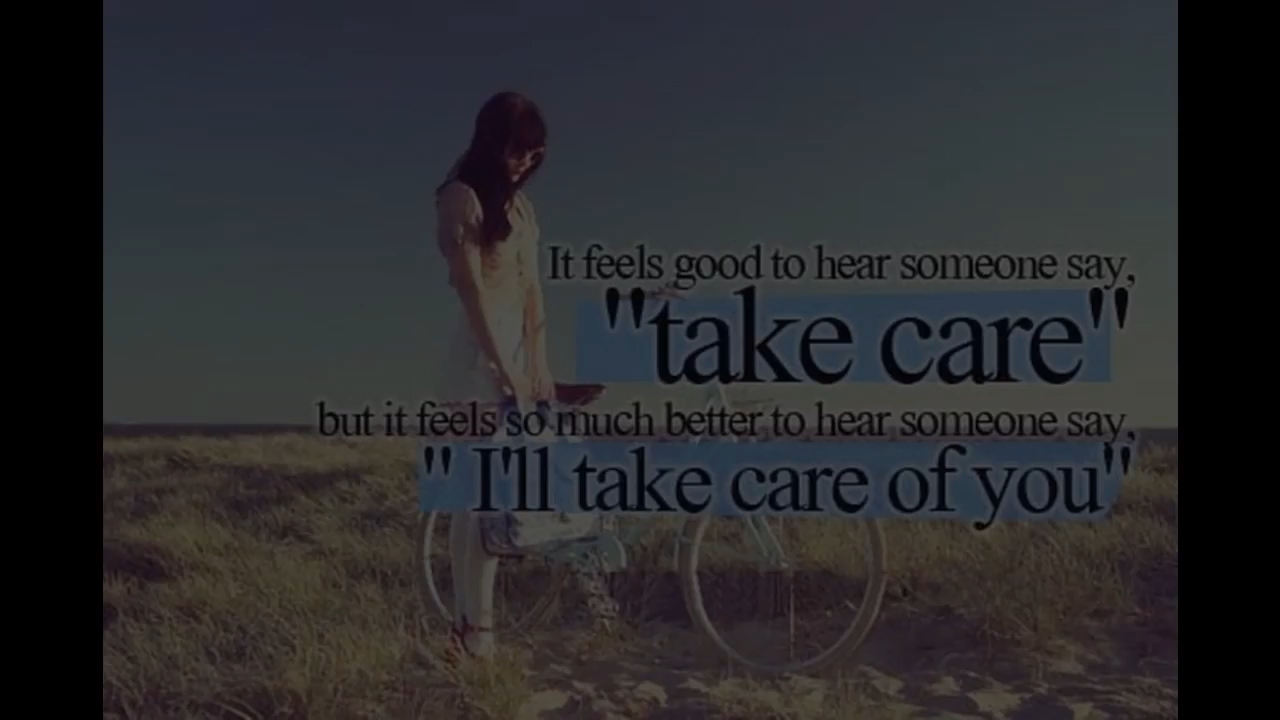 It feels good to hear someone say,
"take care"
but it feels so much better to hear someone say,
" I'll take care of you"